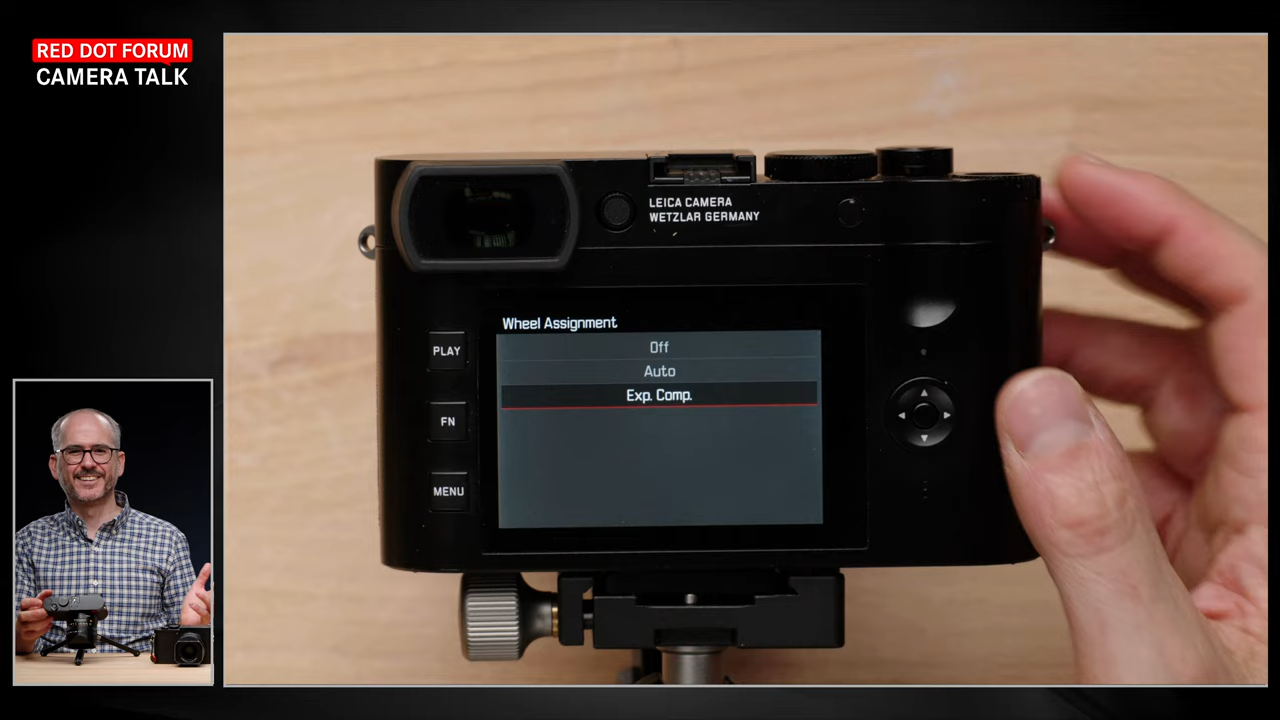 RED DOT FORUM
CAMERA TALK
LEICA CAMERA
WETZLAR GERMANY
Wheel Assignment
Off
Auto
Exp. Comp.
PLAY
FN
MENU